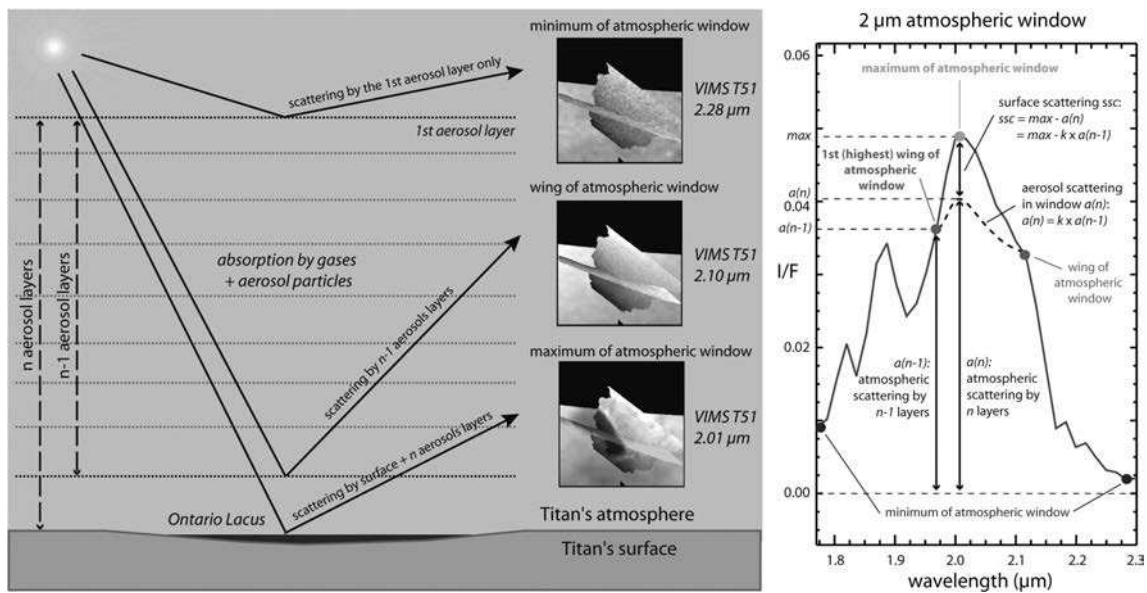 minimum of atmospheric window
scattering by the 1st aerosol layer only
VIMS T51
2.28 µm
1st aerosol layer
wing of atmospheric window
VIMS T51
2.10 µm
absorption by gases
+ aerosol particles
n aerosol layers
n-1 aerosol layers
scattering by n-1 aerosols layers
maximum of atmospheric window
VIMS T51
2.01 µm
scattering by surface + n aerosols layers
Ontario Lacus
Titan's atmosphere
Titan's surface
2 µm atmospheric window
0.06
maximum of atmospheric window
surface scattering ssc:
ssc = max - a(n)
= max - k x a(n-1)
max
1st (highest) wing of
atmospheric
window
aerosol scattering
in window a(n):
a(n) = k x a(n-1)
a(n)
0.04
a(n-1)
I/F
wing of
atmospheric
window
0.02
a(n-1):
atmospheric
scattering by
n-1 layers
a(n):
atmospheric
scattering by
n layers
0.00
minimum of atmospheric window
1.8
1.9
2.0
2.1
2.2
2.3
wavelength (µm)